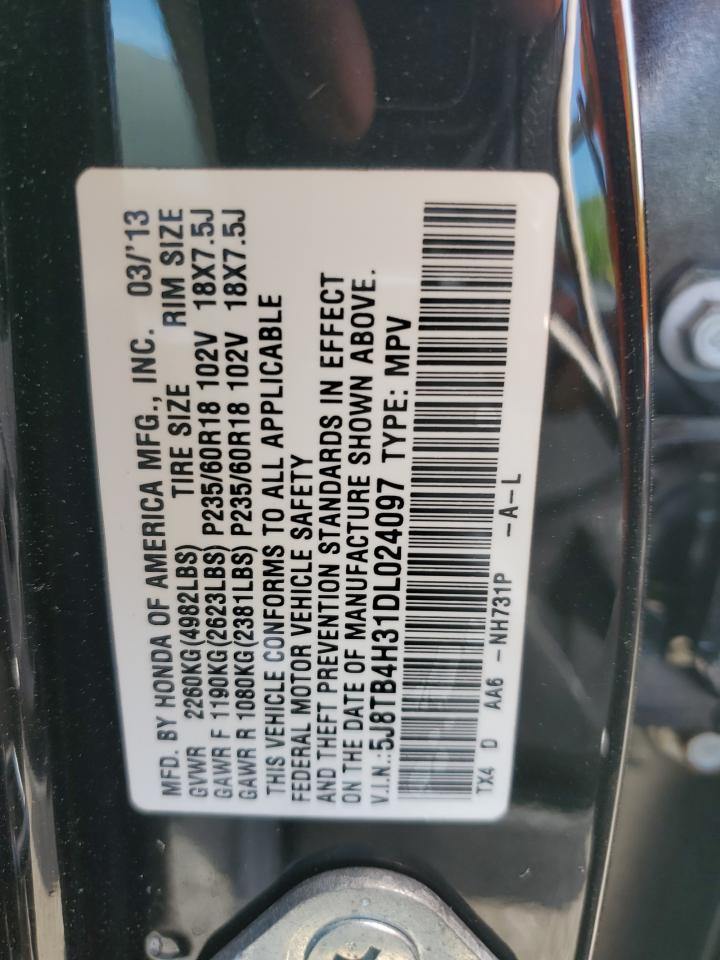 MFD. BY HONDA OF AMERICA MFG., INC. 03/'13
GVWR 2260KG(4982LBS) TIRE SIZE RIM SIZE
GAWR F 1190KG(2623LBS) P235/60R18 102V 18X7.5J
GAWR R 1080KG(2381LBS) P235/60R18 102V 18X7.5J
THIS VEHICLE CONFORMS TO ALL APPLICABLE
FEDERAL MOTOR VEHICLE SAFETY
AND THEFT PREVENTION STANDARDS IN EFFECT
ON THE DATE OF MANUFACTURE SHOWN ABOVE.
V.I.N.:5J8TB4H31DL024097 TYPE: MPV
TX4 D AA6 -NH731P -A-L